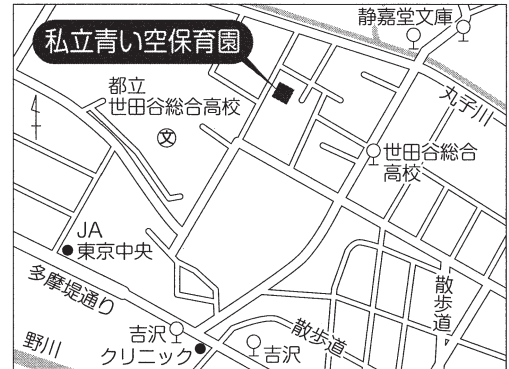 静嘉堂文庫
私立青い空保育園
都立
世田谷総合高校
文
丸子川
世田谷総合
高校
JA
東京中央
多摩堤通り
散歩道
吉沢
クリニック
吉沢
散歩道
野川